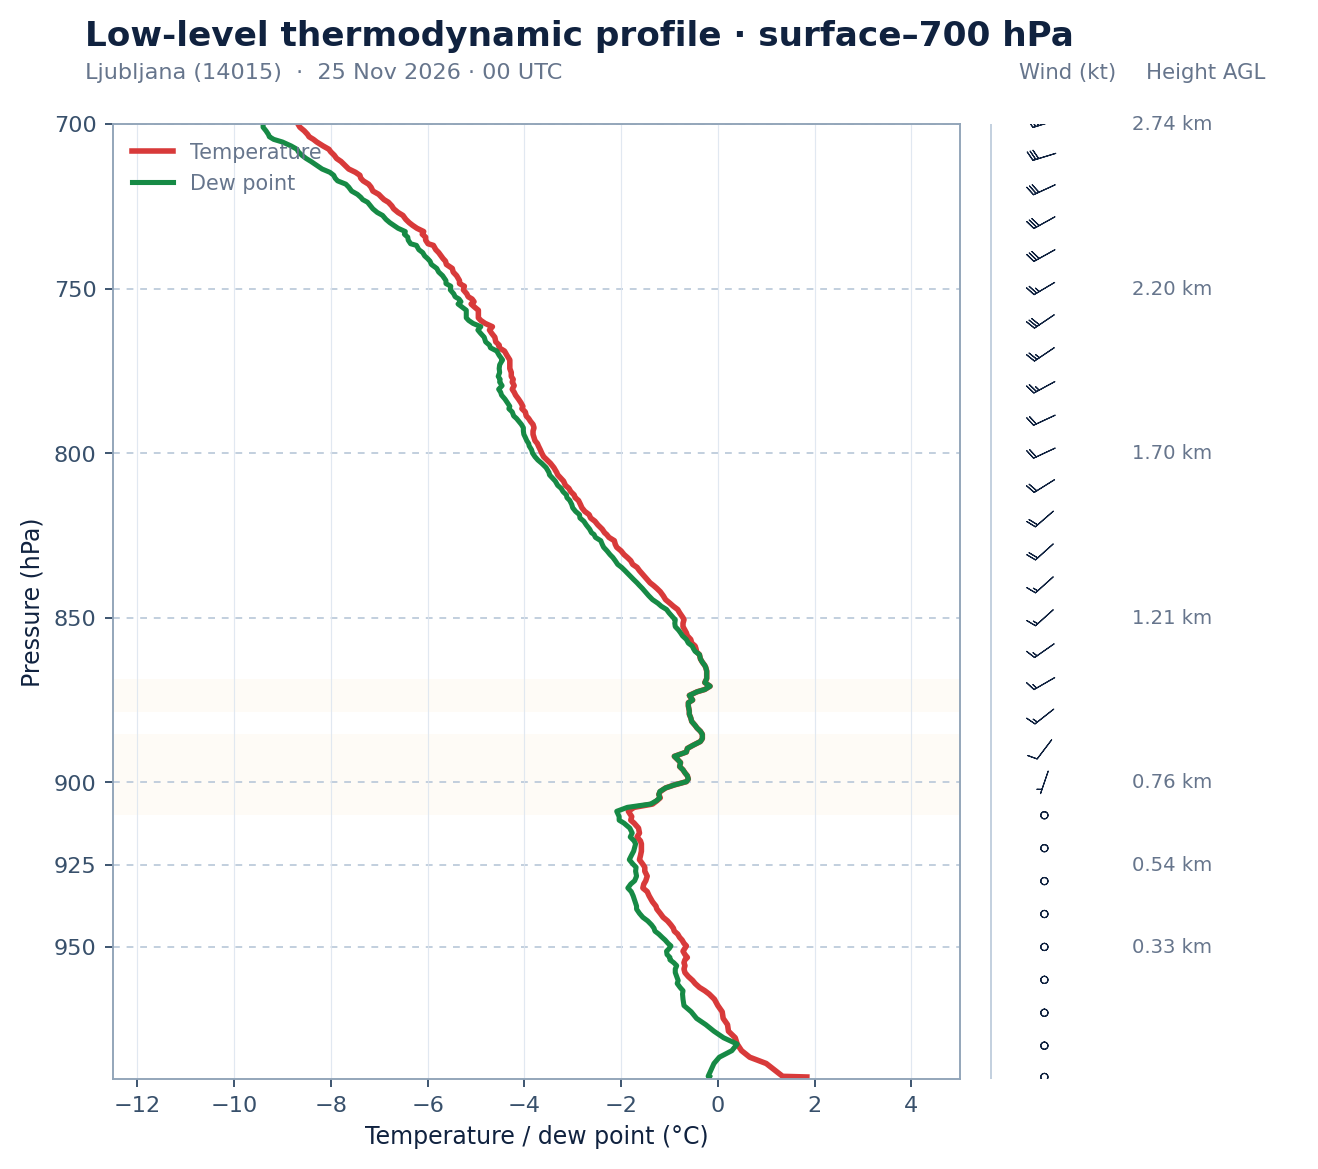 Low-level thermodynamic profile · surface–700 hPa
Ljubljana (14015)  ·  25 Nov 2026 · 00 UTC
Wind (kt)
Height AGL
Temperature
Dew point
700
750
800
850
900
925
950
Pressure (hPa)
2.74 km
2.20 km
1.70 km
1.21 km
0.76 km
0.54 km
0.33 km
−12
−10
−8
−6
−4
−2
0
2
4
Temperature / dew point (°C)